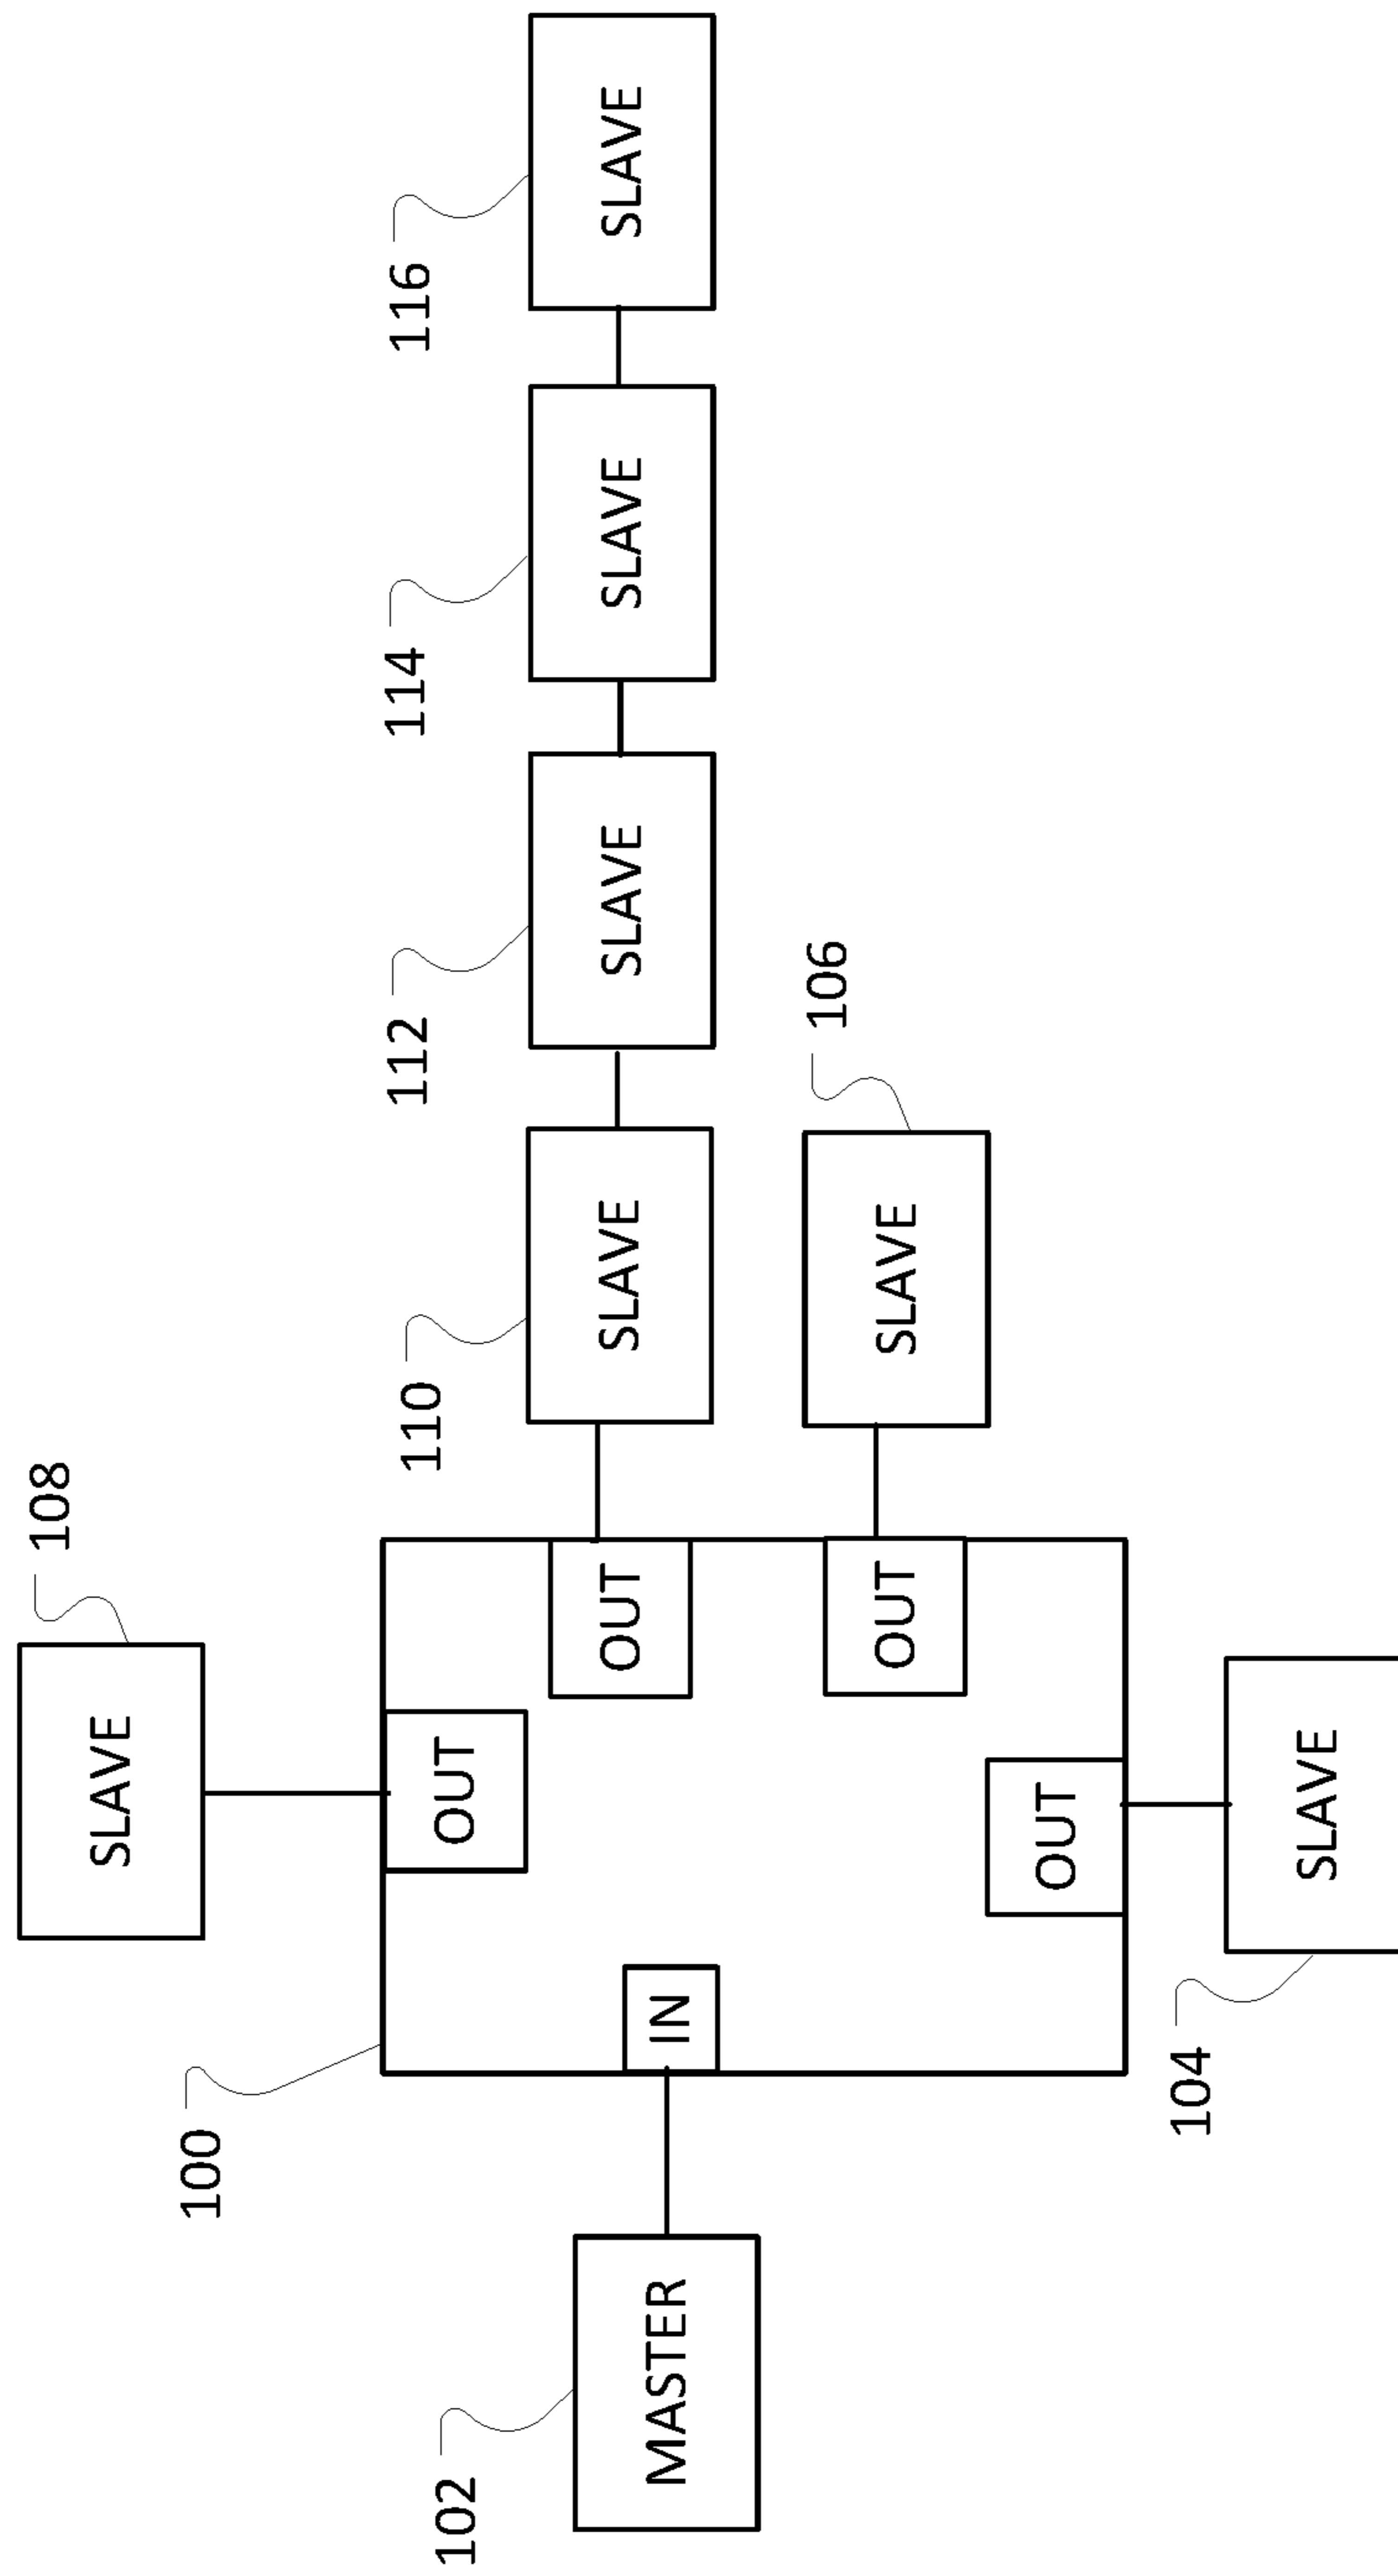 108
SLAVE
100
110
112
114
116
102
OUT
OUT
SLAVE
SLAVE
SLAVE
SLAVE
MASTER
IN
106
OUT
SLAVE
OUT
104
SLAVE